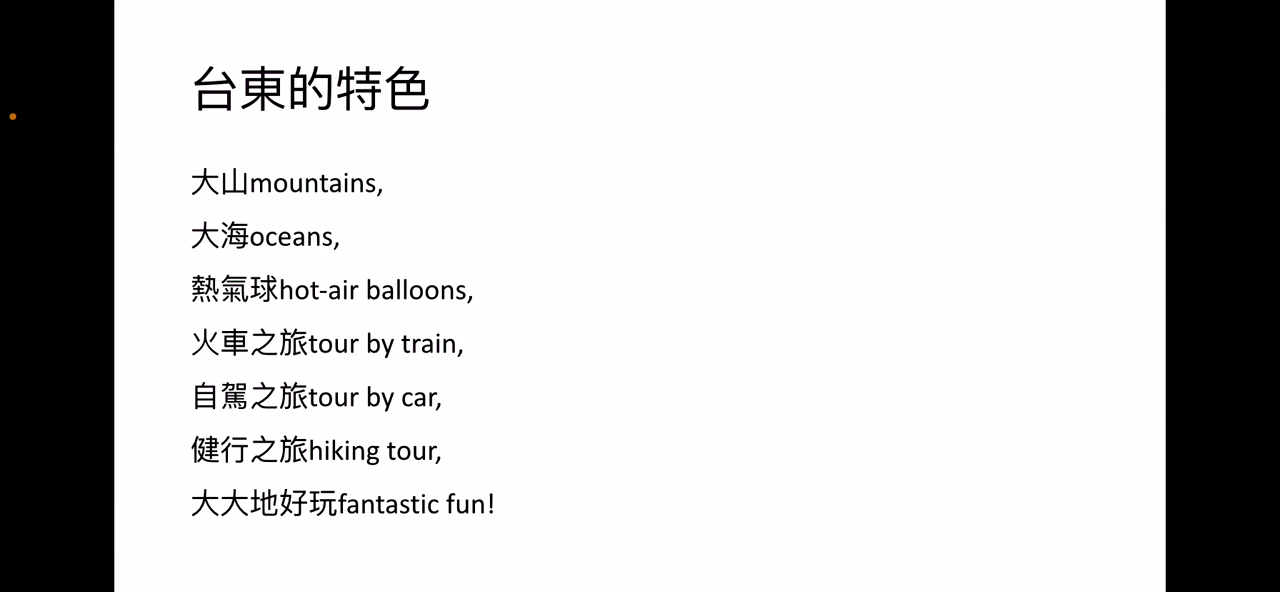 台東的特色
大山mountains,
大海oceans,
熱氣球hot-air balloons,
火車之旅tour by train,
自駕之旅tour by car,
健行之旅hiking tour,
大大地好玩fantastic fun!